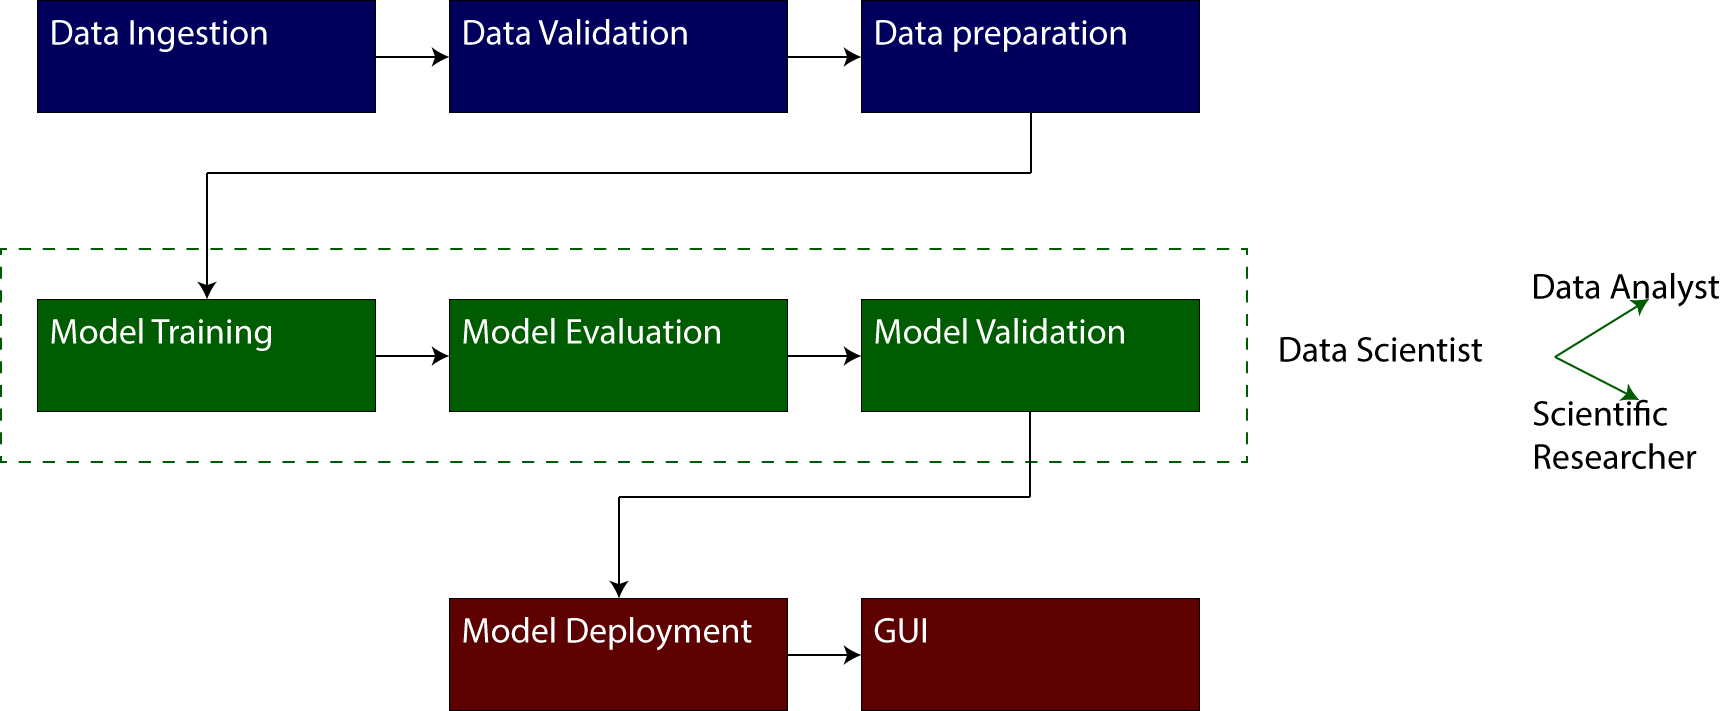 Data Ingestion
Data Validation
Data preparation
Model Training
Model Evaluation
Model Validation
Data Scientist
Data Analyst
Scientific
Researcher
Model Deployment
GUI